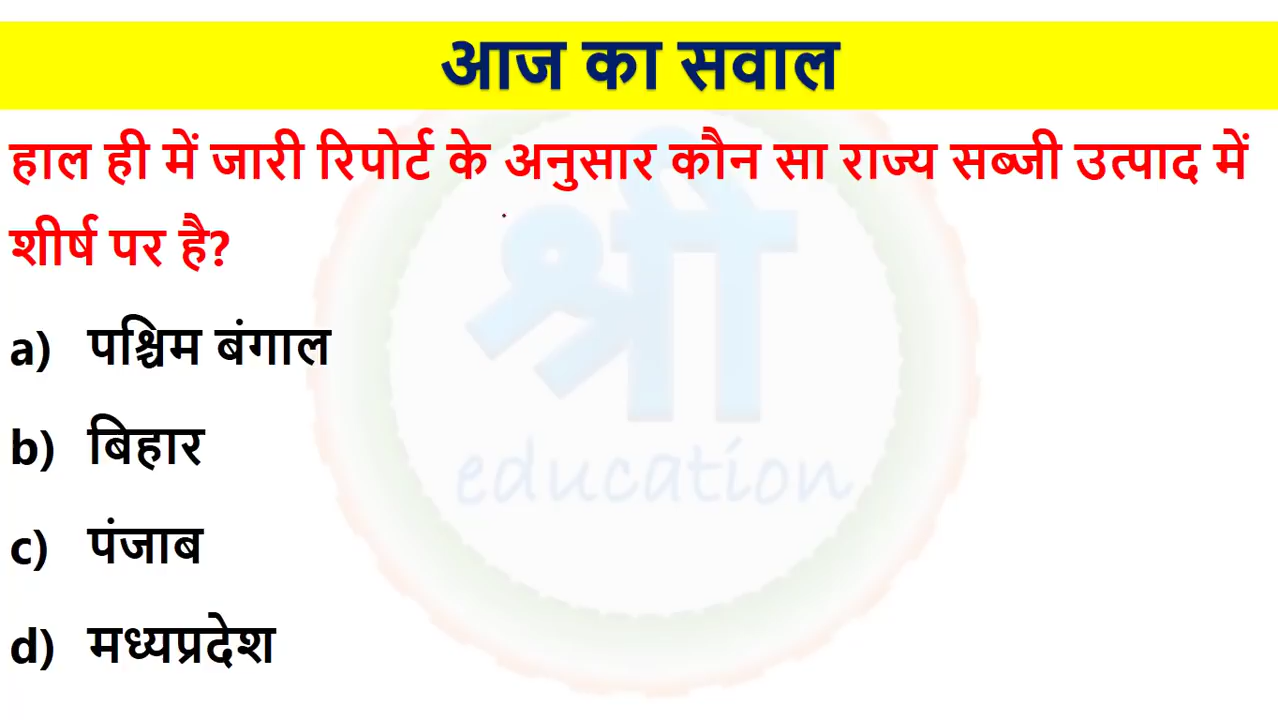 आज का सवाल
हाल ही में जारी रिपोर्ट के अनुसार कौन सा राज्य सब्जी उत्पाद में
शीर्ष पर है?
a) पश्चिम बंगाल
b) बिहार
c) पंजाब
d) मध्यप्रदेश
श्री
education